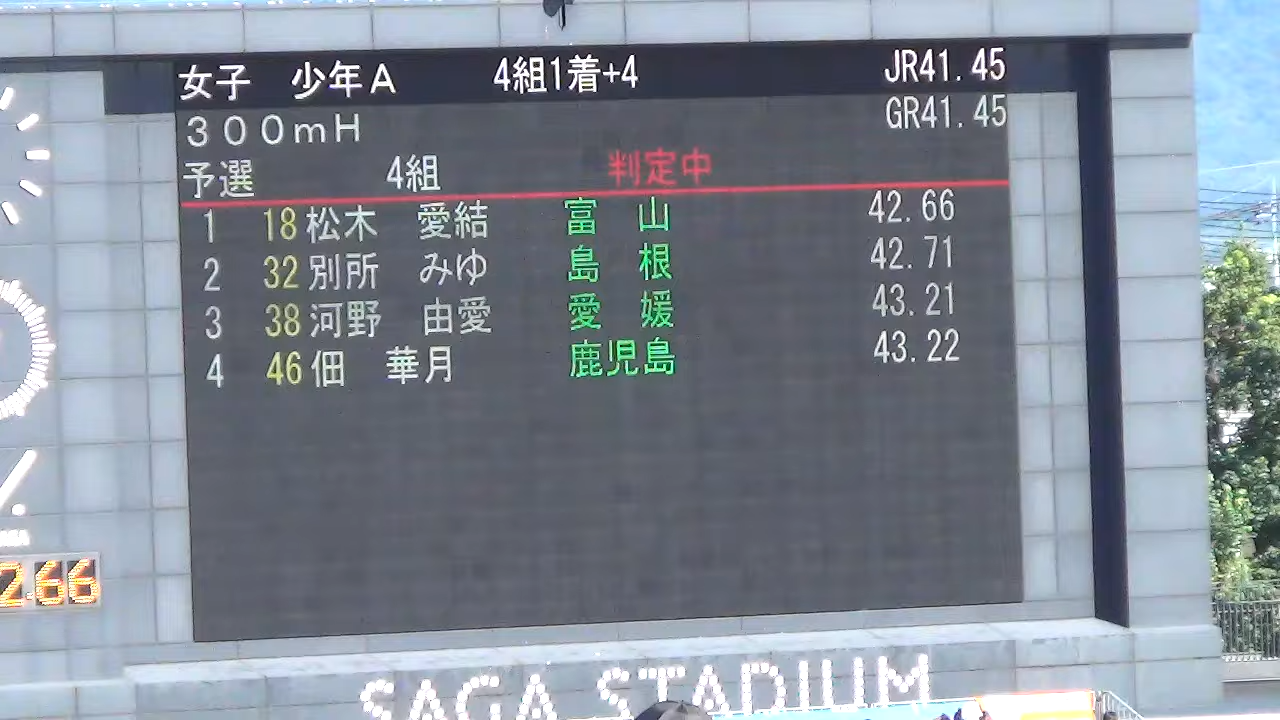 女子 少年A 4組1着+4 JR41.45
300mH GR41.45
予選 4組 判定中
1 18 松木 愛結 富山 42.66
2 32 別所 みゆ 島根 42.71
3 38 河野 由愛 愛媛 43.21
4 46 佃 華月 鹿児島 43.22
2.66
SAGA STADIUM